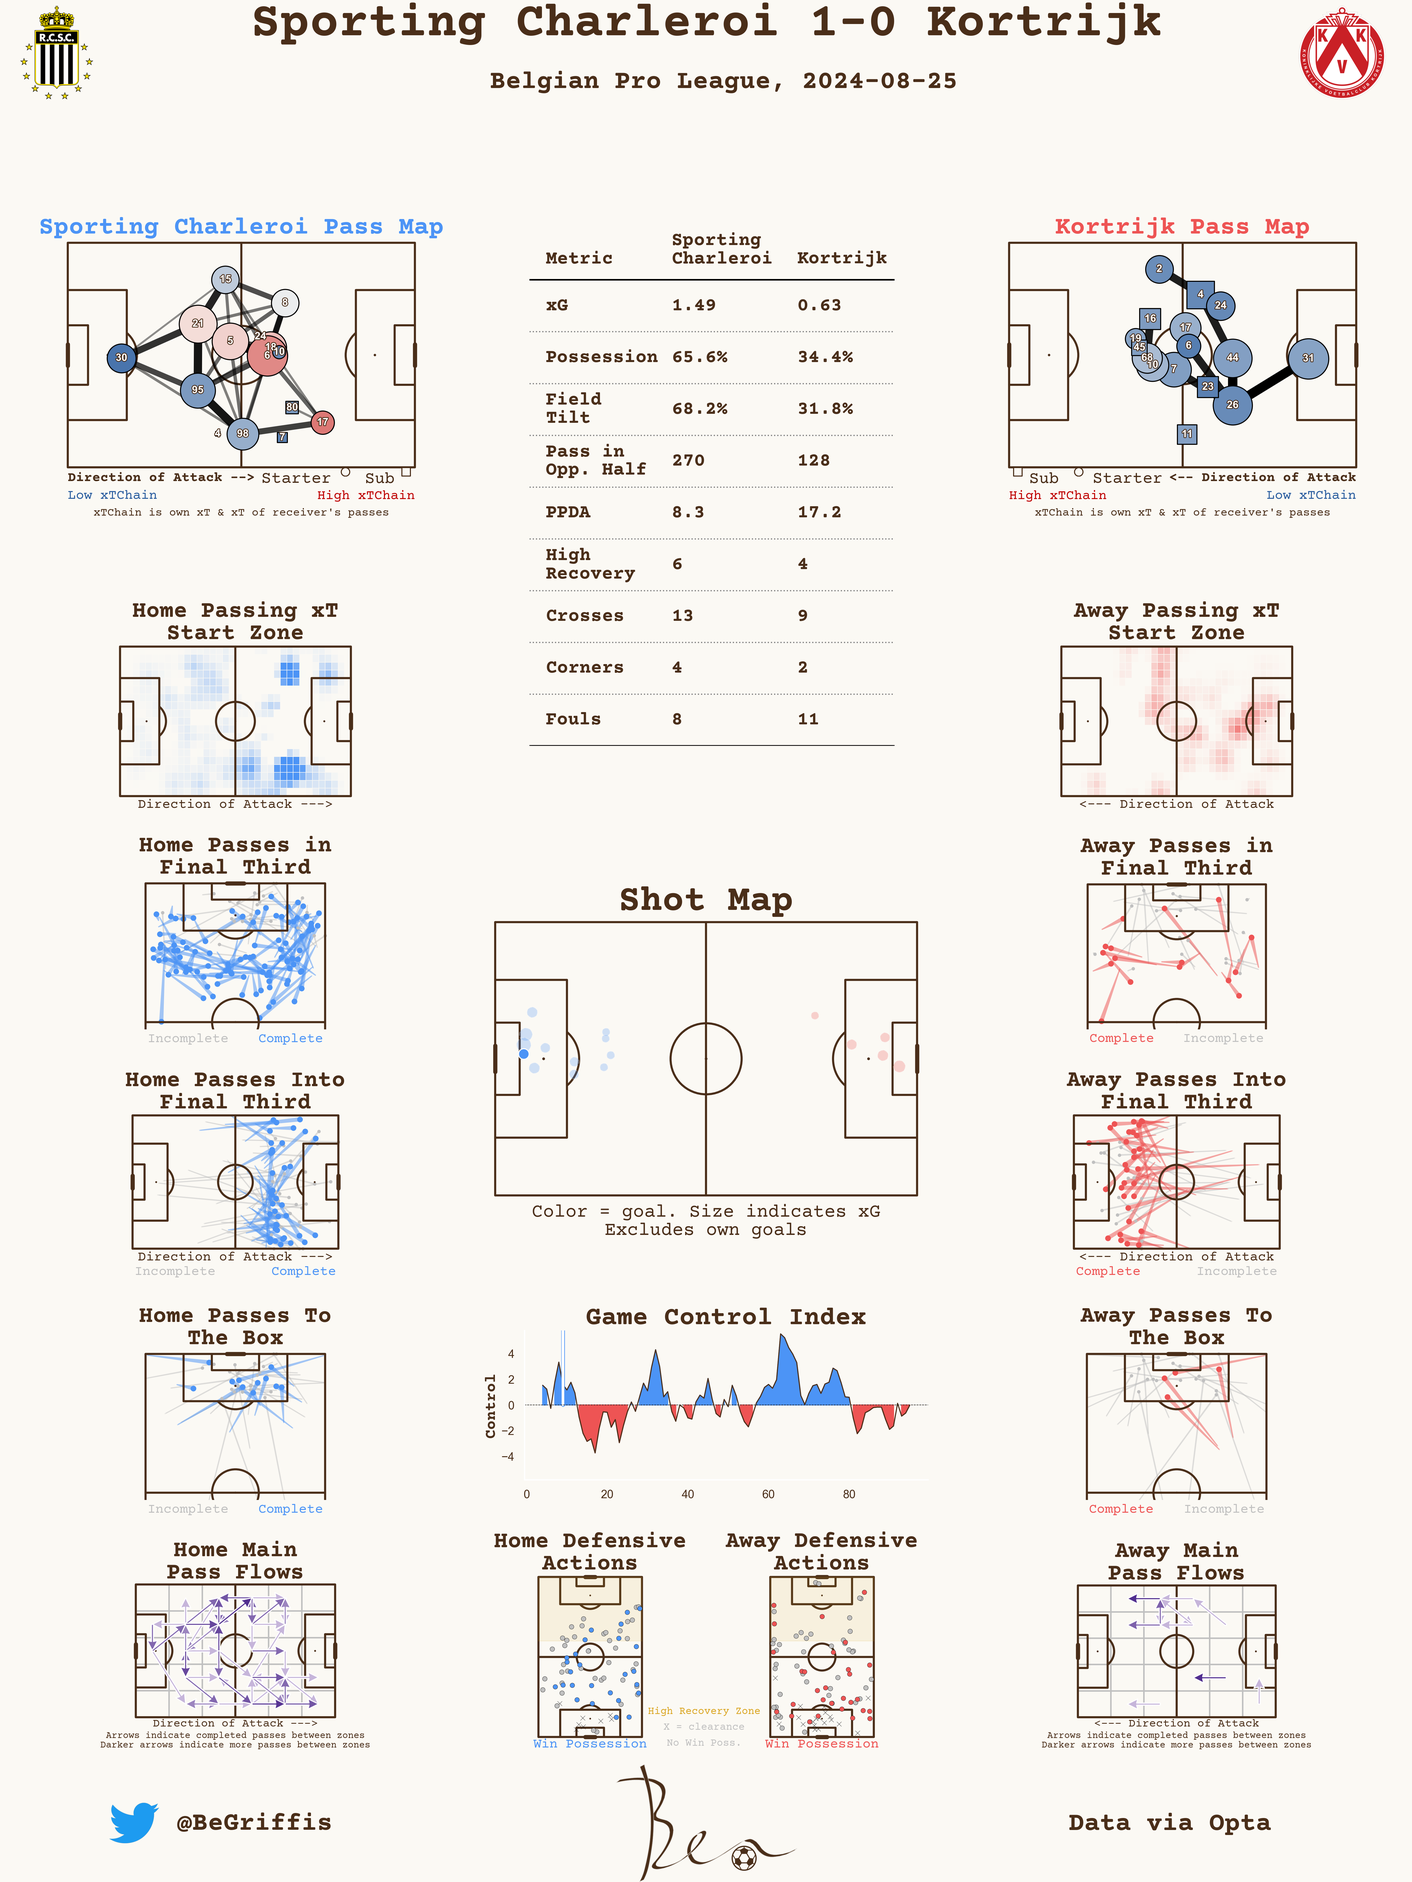 Sporting Charleroi 1-0 Kortrijk
Belgian Pro League, 2024-08-25
R.C.S.C.
K K
V
Sporting Charleroi Pass Map
15
8
21
5
24
18
6
10
30
95
80
17
4
98
7
Direction of Attack --> Starter Sub
Low xTChain High xTChain
xTChain is own xT & xT of receiver's passes
Metric Sporting Charleroi Kortrijk
xG 1.49 0.63
Possession 65.6% 34.4%
Field Tilt 68.2% 31.8%
Pass in Opp. Half 270 128
PPDA 8.3 17.2
High Recovery 6 4
Crosses 13 9
Corners 4 2
Fouls 8 11
Kortrijk Pass Map
2
4
24
16
17
19
45
6
68
10
7
44
31
23
26
11
Sub Starter <-- Direction of Attack
High xTChain Low xTChain
xTChain is own xT & xT of receiver's passes
Home Passing xT
Start Zone
Direction of Attack --->
Away Passing xT
Start Zone
<--- Direction of Attack
Home Passes in
Final Third
Incomplete Complete
Shot Map
Color = goal. Size indicates xG
Excludes own goals
Away Passes in
Final Third
Complete Incomplete
Home Passes Into
Final Third
Direction of Attack --->
Incomplete Complete
Away Passes Into
Final Third
<--- Direction of Attack
Complete Incomplete
Home Passes To
The Box
Incomplete Complete
Game Control Index
Control
4
2
0
−2
−4
0 20 40 60 80
Away Passes To
The Box
Complete Incomplete
Home Main
Pass Flows
Direction of Attack --->
Arrows indicate completed passes between zones
Darker arrows indicate more passes between zones
Home Defensive
Actions
Win Possession
High Recovery Zone
X = clearance
No Win Poss.
Away Defensive
Actions
Win Possession
Away Main
Pass Flows
<--- Direction of Attack
Arrows indicate completed passes between zones
Darker arrows indicate more passes between zones
@BeGriffis
Ben
Data via Opta